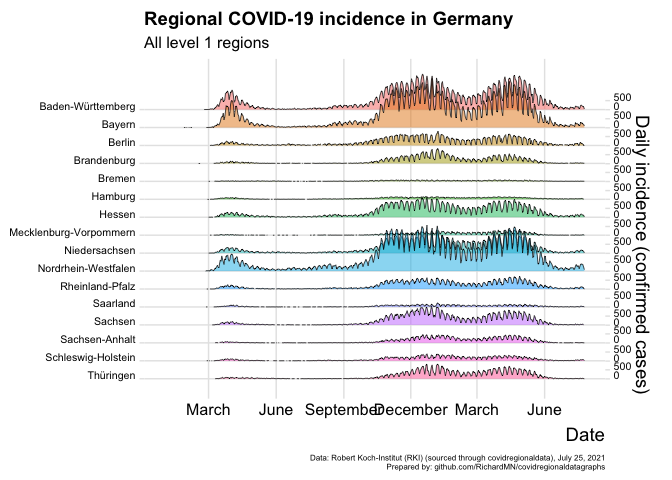 Regional COVID-19 incidence in Germany
All level 1 regions
Baden-Württemberg
Bayern
Berlin
Brandenburg
Bremen
Hamburg
Hessen
Mecklenburg-Vorpommern
Niedersachsen
Nordrhein-Westfalen
Rheinland-Pfalz
Saarland
Sachsen
Sachsen-Anhalt
Schleswig-Holstein
Thüringen
500
0
500
0
500
0
500
0
500
0
500
0
500
0
500
0
500
0
500
0
500
0
500
0
500
0
500
0
500
0
500
0
Daily incidence (confirmed cases)
March June September December March June
Date
Data: Robert Koch-Institut (RKI) (sourced through covidregionaldata), July 25, 2021
Prepared by: github.com/RichardMN/covidregionaldatagraphs